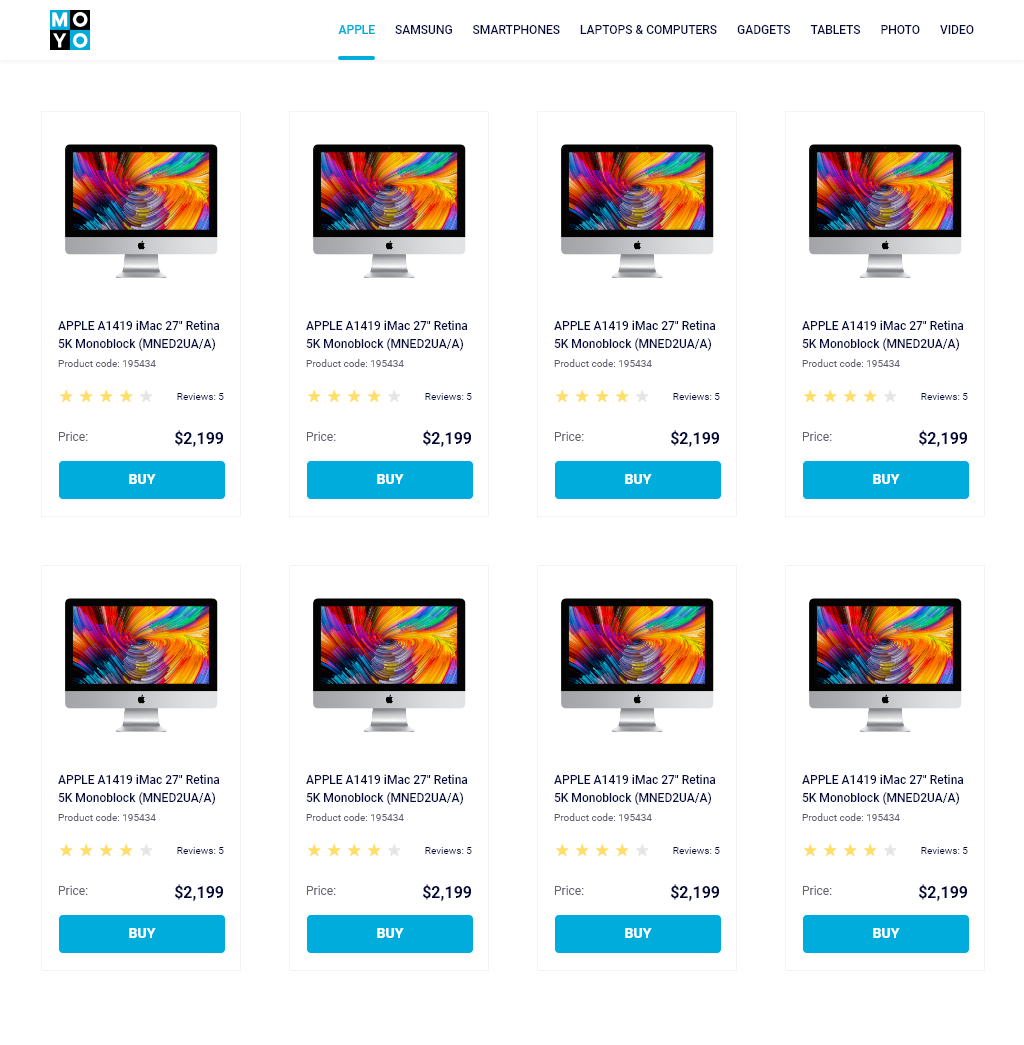 MO
YO
APPLE SAMSUNG SMARTPHONES LAPTOPS & COMPUTERS GADGETS TABLETS PHOTO VIDEO
APPLE A1419 iMac 27" Retina
5K Monoblock (MNED2UA/A)
Product code: 195434
Reviews: 5
Price: $2,199
BUY
APPLE A1419 iMac 27" Retina
5K Monoblock (MNED2UA/A)
Product code: 195434
Reviews: 5
Price: $2,199
BUY
APPLE A1419 iMac 27" Retina
5K Monoblock (MNED2UA/A)
Product code: 195434
Reviews: 5
Price: $2,199
BUY
APPLE A1419 iMac 27" Retina
5K Monoblock (MNED2UA/A)
Product code: 195434
Reviews: 5
Price: $2,199
BUY
APPLE A1419 iMac 27" Retina
5K Monoblock (MNED2UA/A)
Product code: 195434
Reviews: 5
Price: $2,199
BUY
APPLE A1419 iMac 27" Retina
5K Monoblock (MNED2UA/A)
Product code: 195434
Reviews: 5
Price: $2,199
BUY
APPLE A1419 iMac 27" Retina
5K Monoblock (MNED2UA/A)
Product code: 195434
Reviews: 5
Price: $2,199
BUY
APPLE A1419 iMac 27" Retina
5K Monoblock (MNED2UA/A)
Product code: 195434
Reviews: 5
Price: $2,199
BUY